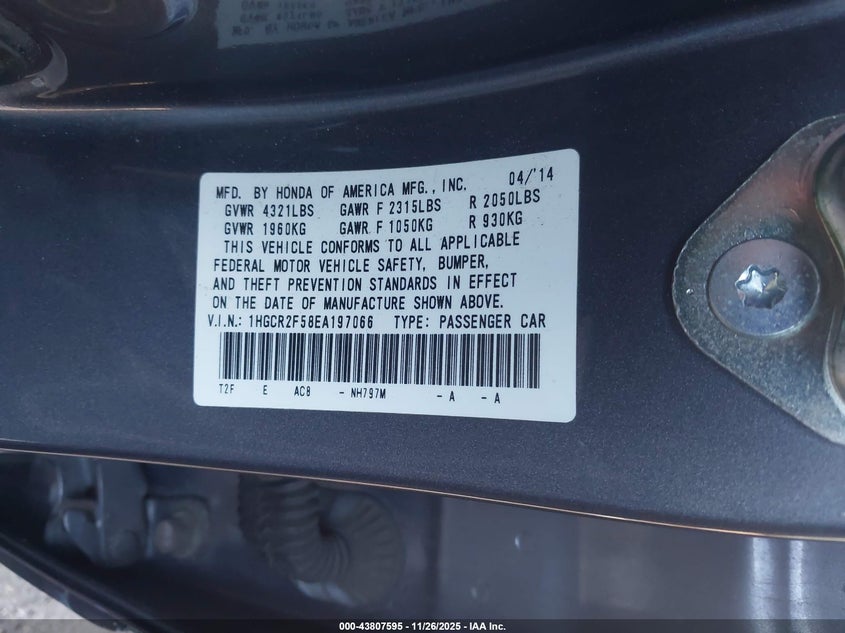 MFD. BY HONDA OF AMERICA MFG., INC. 04/'14
GVWR 4321LBS GAWR F 2315LBS R 2050LBS
GVWR 1960KG GAWR F 1050KG R 930KG
THIS VEHICLE CONFORMS TO ALL APPLICABLE
FEDERAL MOTOR VEHICLE SAFETY, BUMPER,
AND THEFT PREVENTION STANDARDS IN EFFECT
ON THE DATE OF MANUFACTURE SHOWN ABOVE.
V.I.N.: 1HGCR2F58EA197066 TYPE: PASSENGER CAR
T2F E AC8 - NH797M - A - A
000-43807595 - 11/26/2025 - IAA Inc.